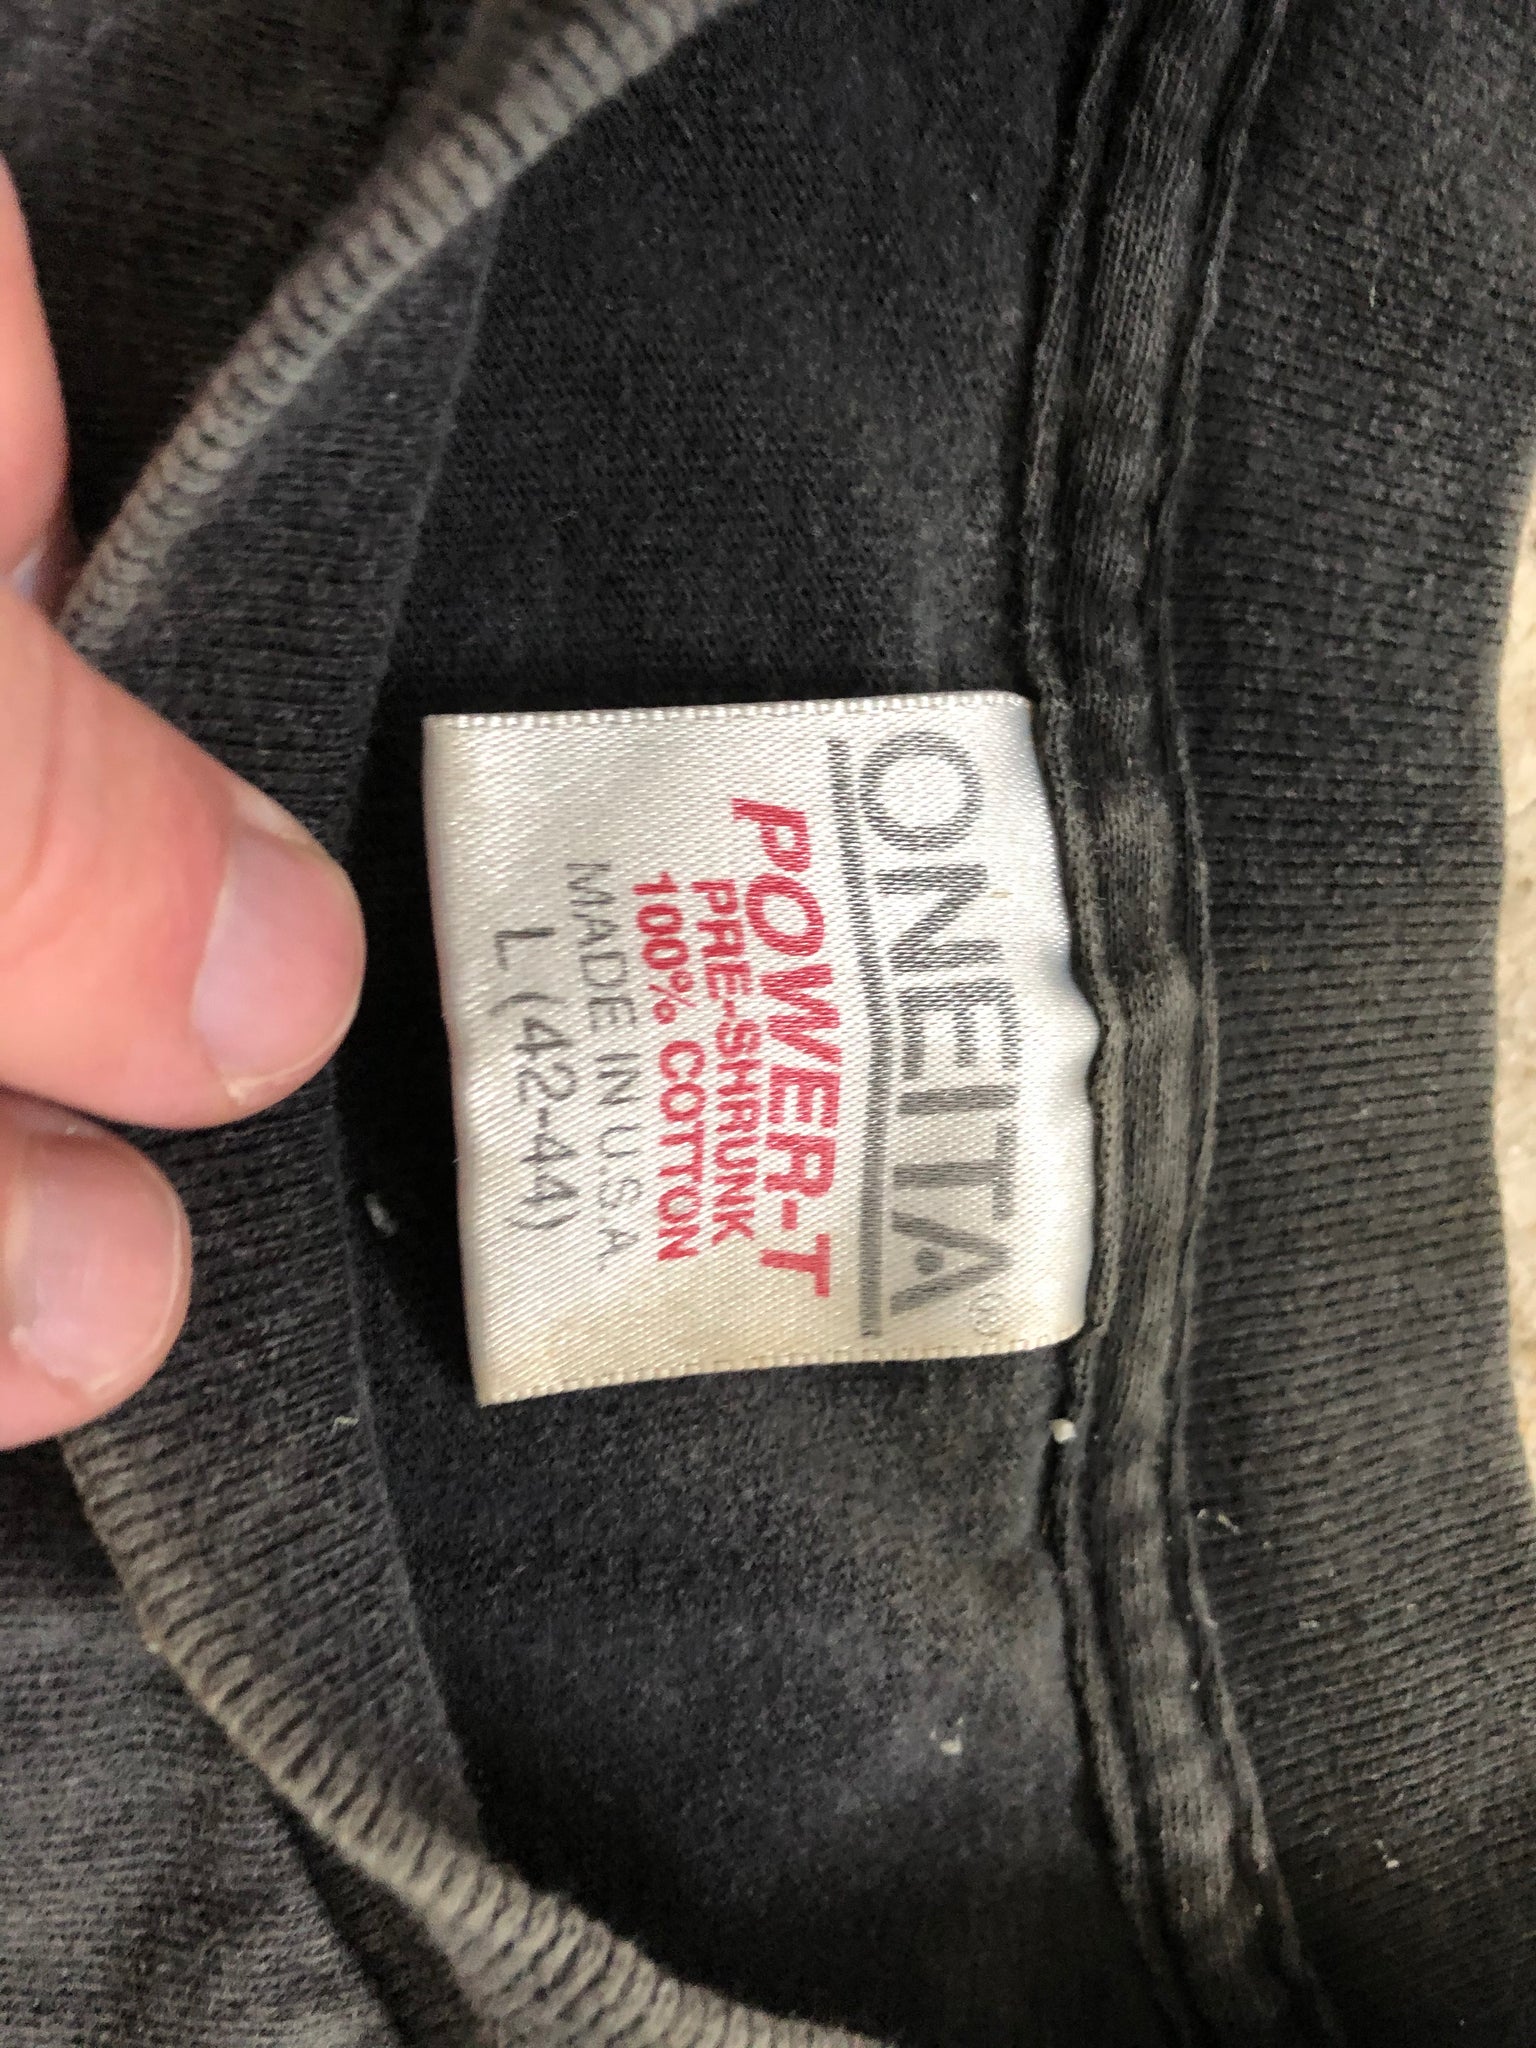 ONEITA®
POWER-T
PRE-SHRUNK
100% COTTON
MADE IN U.S.A
L (42-44)